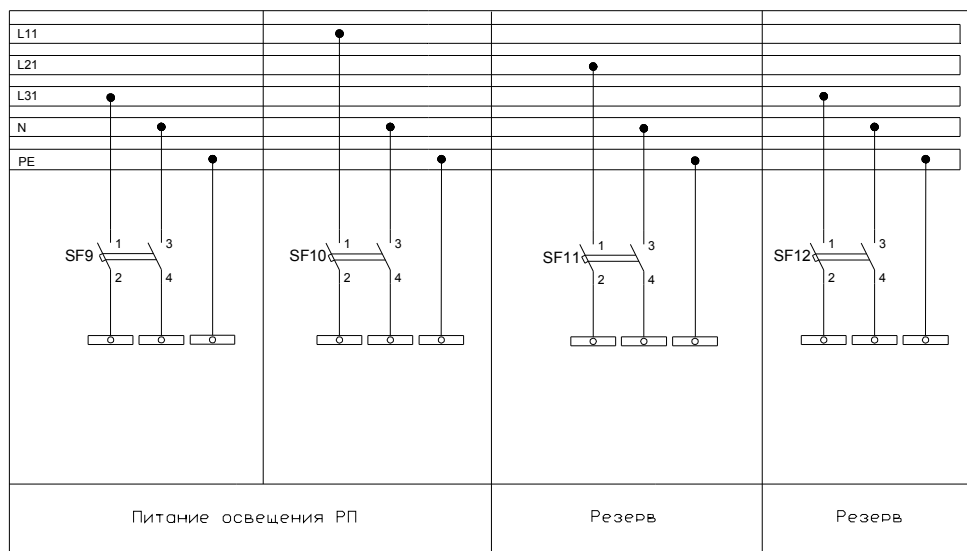 L11
L21
L31
N
PE
SF9 1 3
2 4
SF10 1 3
2 4
SF11 1 3
2 4
SF12 1 3
2 4
Питание освещения РП
Резерв
Резерв